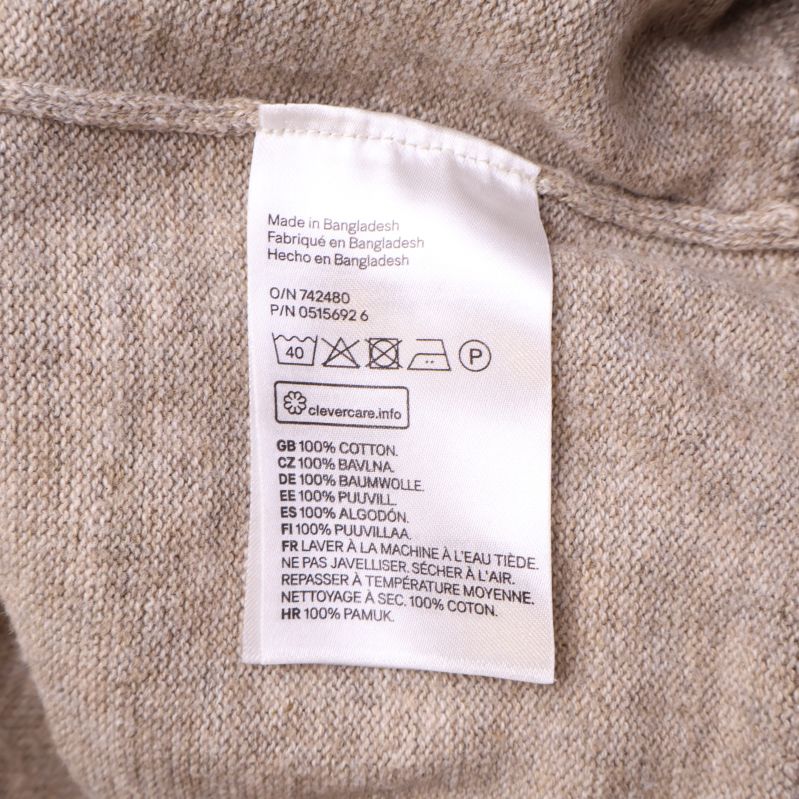 Made in Bangladesh
Fabriqué en Bangladesh
Hecho en Bangladesh
O/N 742480
P/N 0515692 6
40 P
clevercare.info
GB 100% COTTON.
CZ 100% BAVLNA.
DE 100% BAUMWOLLE.
EE 100% PUUVILL.
ES 100% ALGODÓN.
FI 100% PUUVILLAA.
FR LAVER À LA MACHINE À L'EAU TIÈDE.
NE PAS JAVELLISER. SÉCHER À L'AIR.
REPASSER À TEMPÉRATURE MOYENNE.
NETTOYAGE À SEC. 100% COTON.
HR 100% PAMUK.